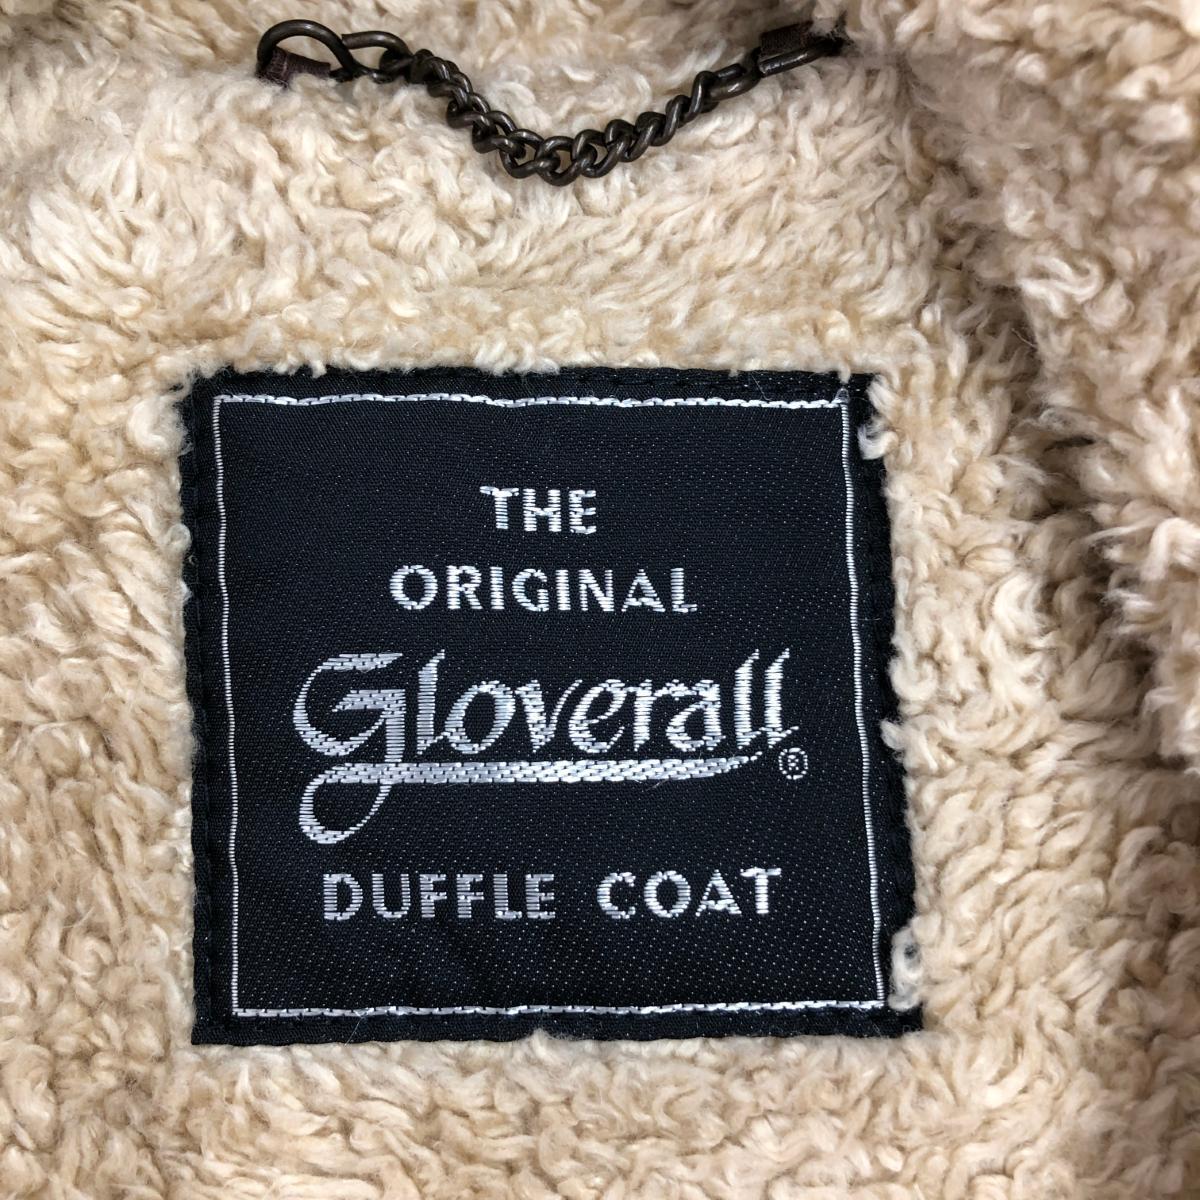 THE
ORIGINAL
Gloverall®
DUFFLE COAT